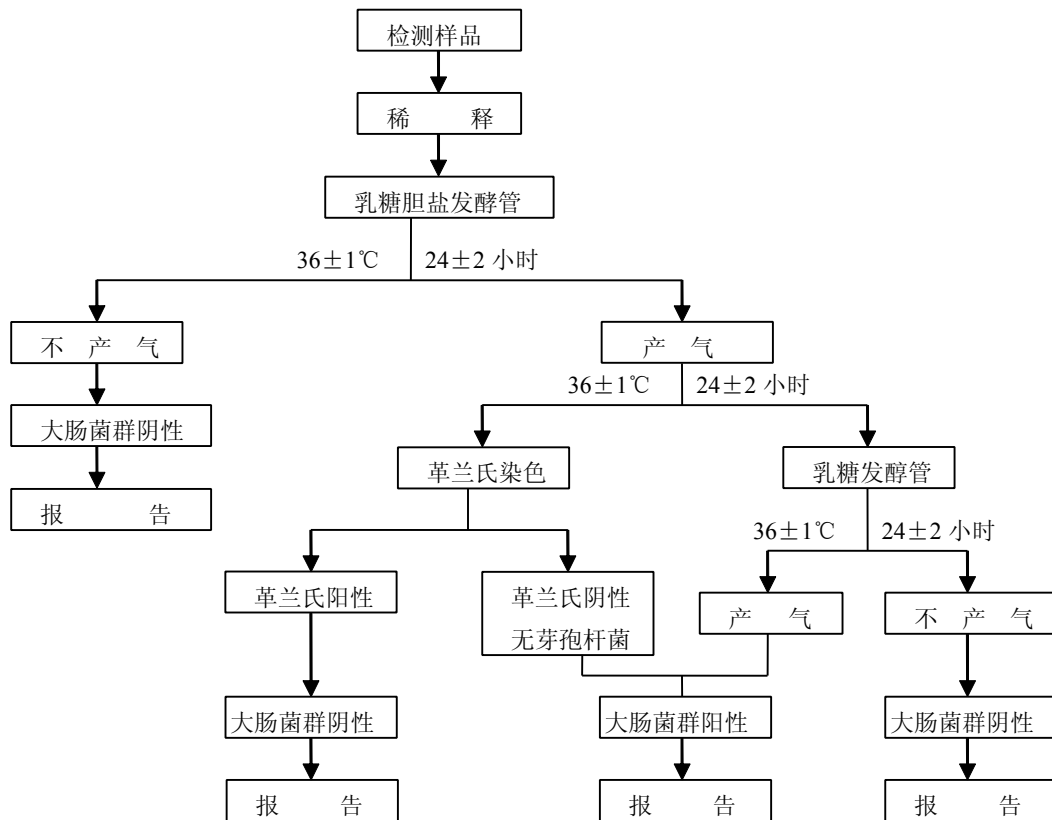 检测样品
稀 释
乳糖胆盐发酵管
36±1℃ 24±2 小时
不 产 气 产 气
36±1℃ 24±2 小时
大肠菌群阴性
革兰氏染色 乳糖发醇管
报 告
36±1℃ 24±2 小时
革兰氏阳性 革兰氏阴性 产 气 不 产 气
无芽孢杆菌
大肠菌群阴性 大肠菌群阳性 大肠菌群阴性
报 告 报 告 报 告